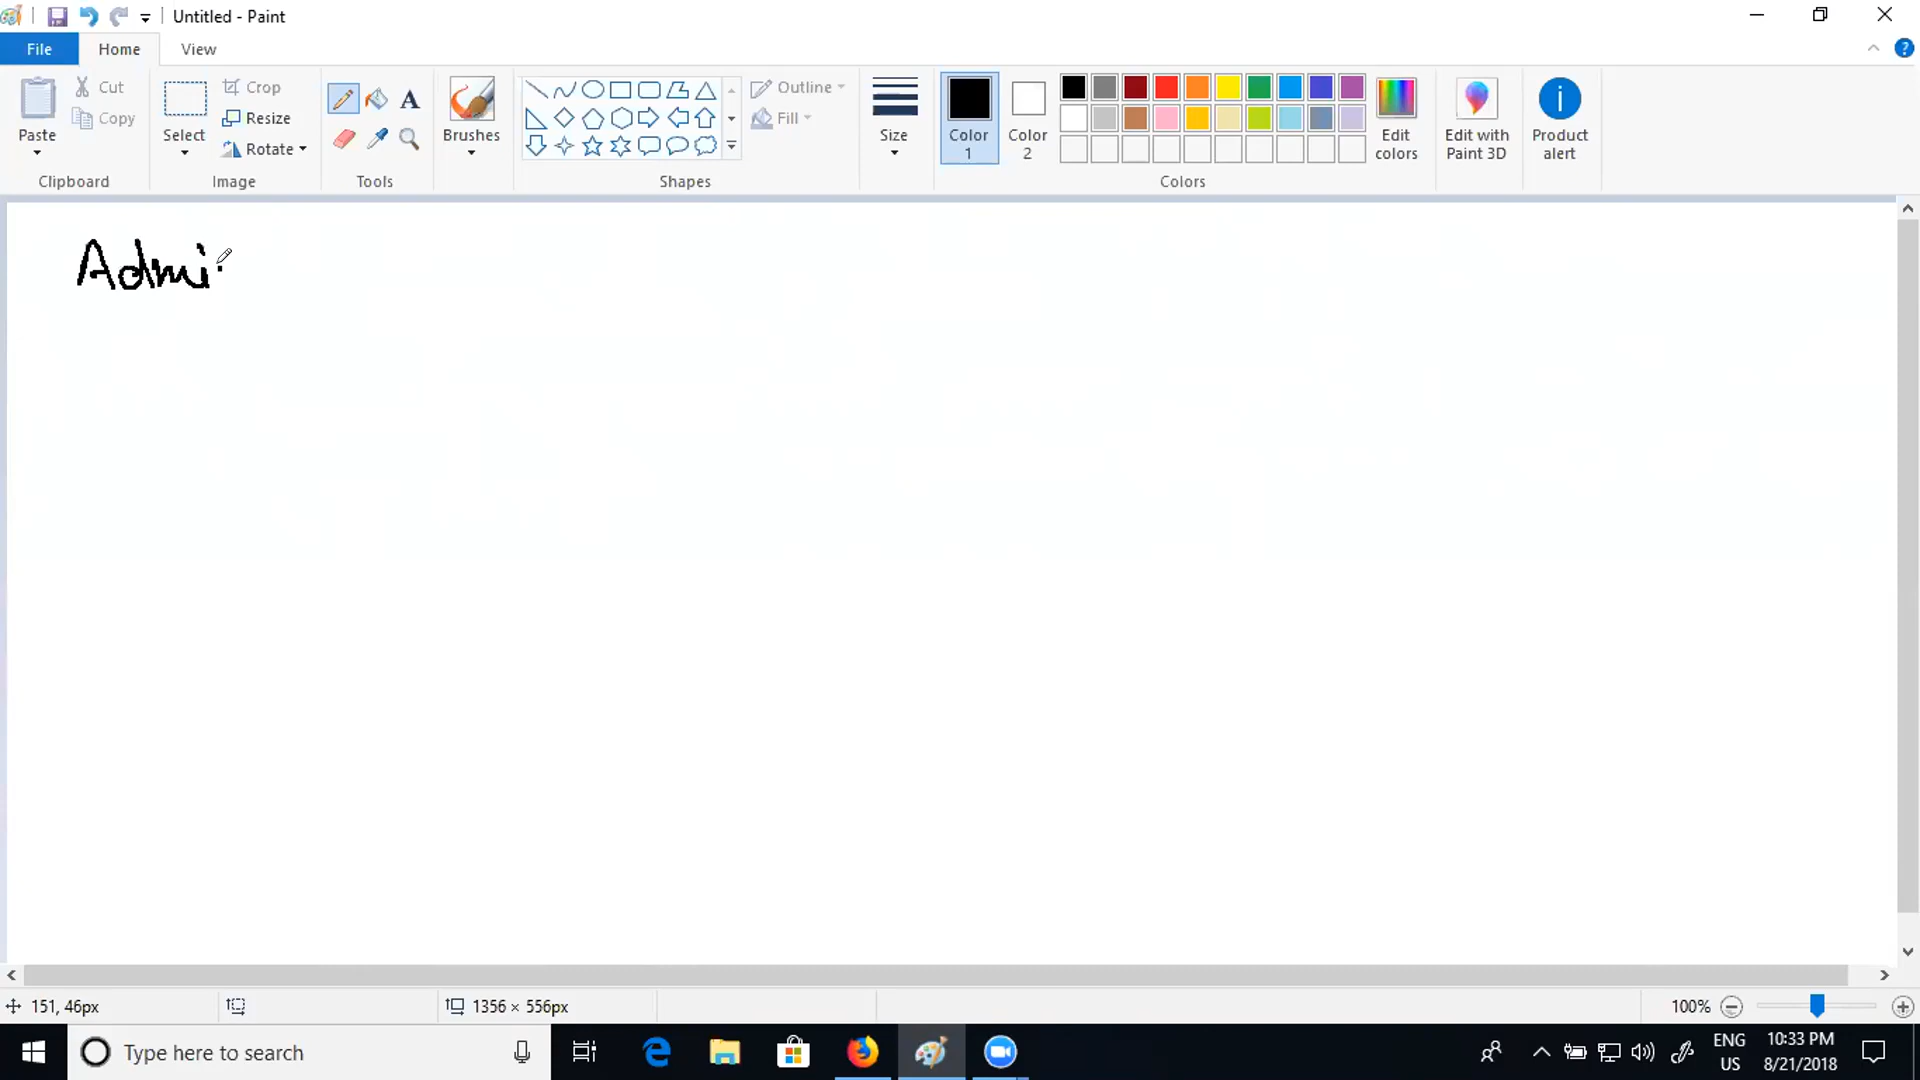 Untitled - Paint
File Home View
Paste Cut Copy Clipboard
Select Crop Resize Rotate Image
Tools
Brushes
Shapes
Outline Fill
Size
Color 1
Color 2
Edit colors
Colors
Edit with Paint 3D
Product alert
Admi
151, 46px
1356 × 556px
100%
Type here to search
ENG US
10:33 PM
8/21/2018